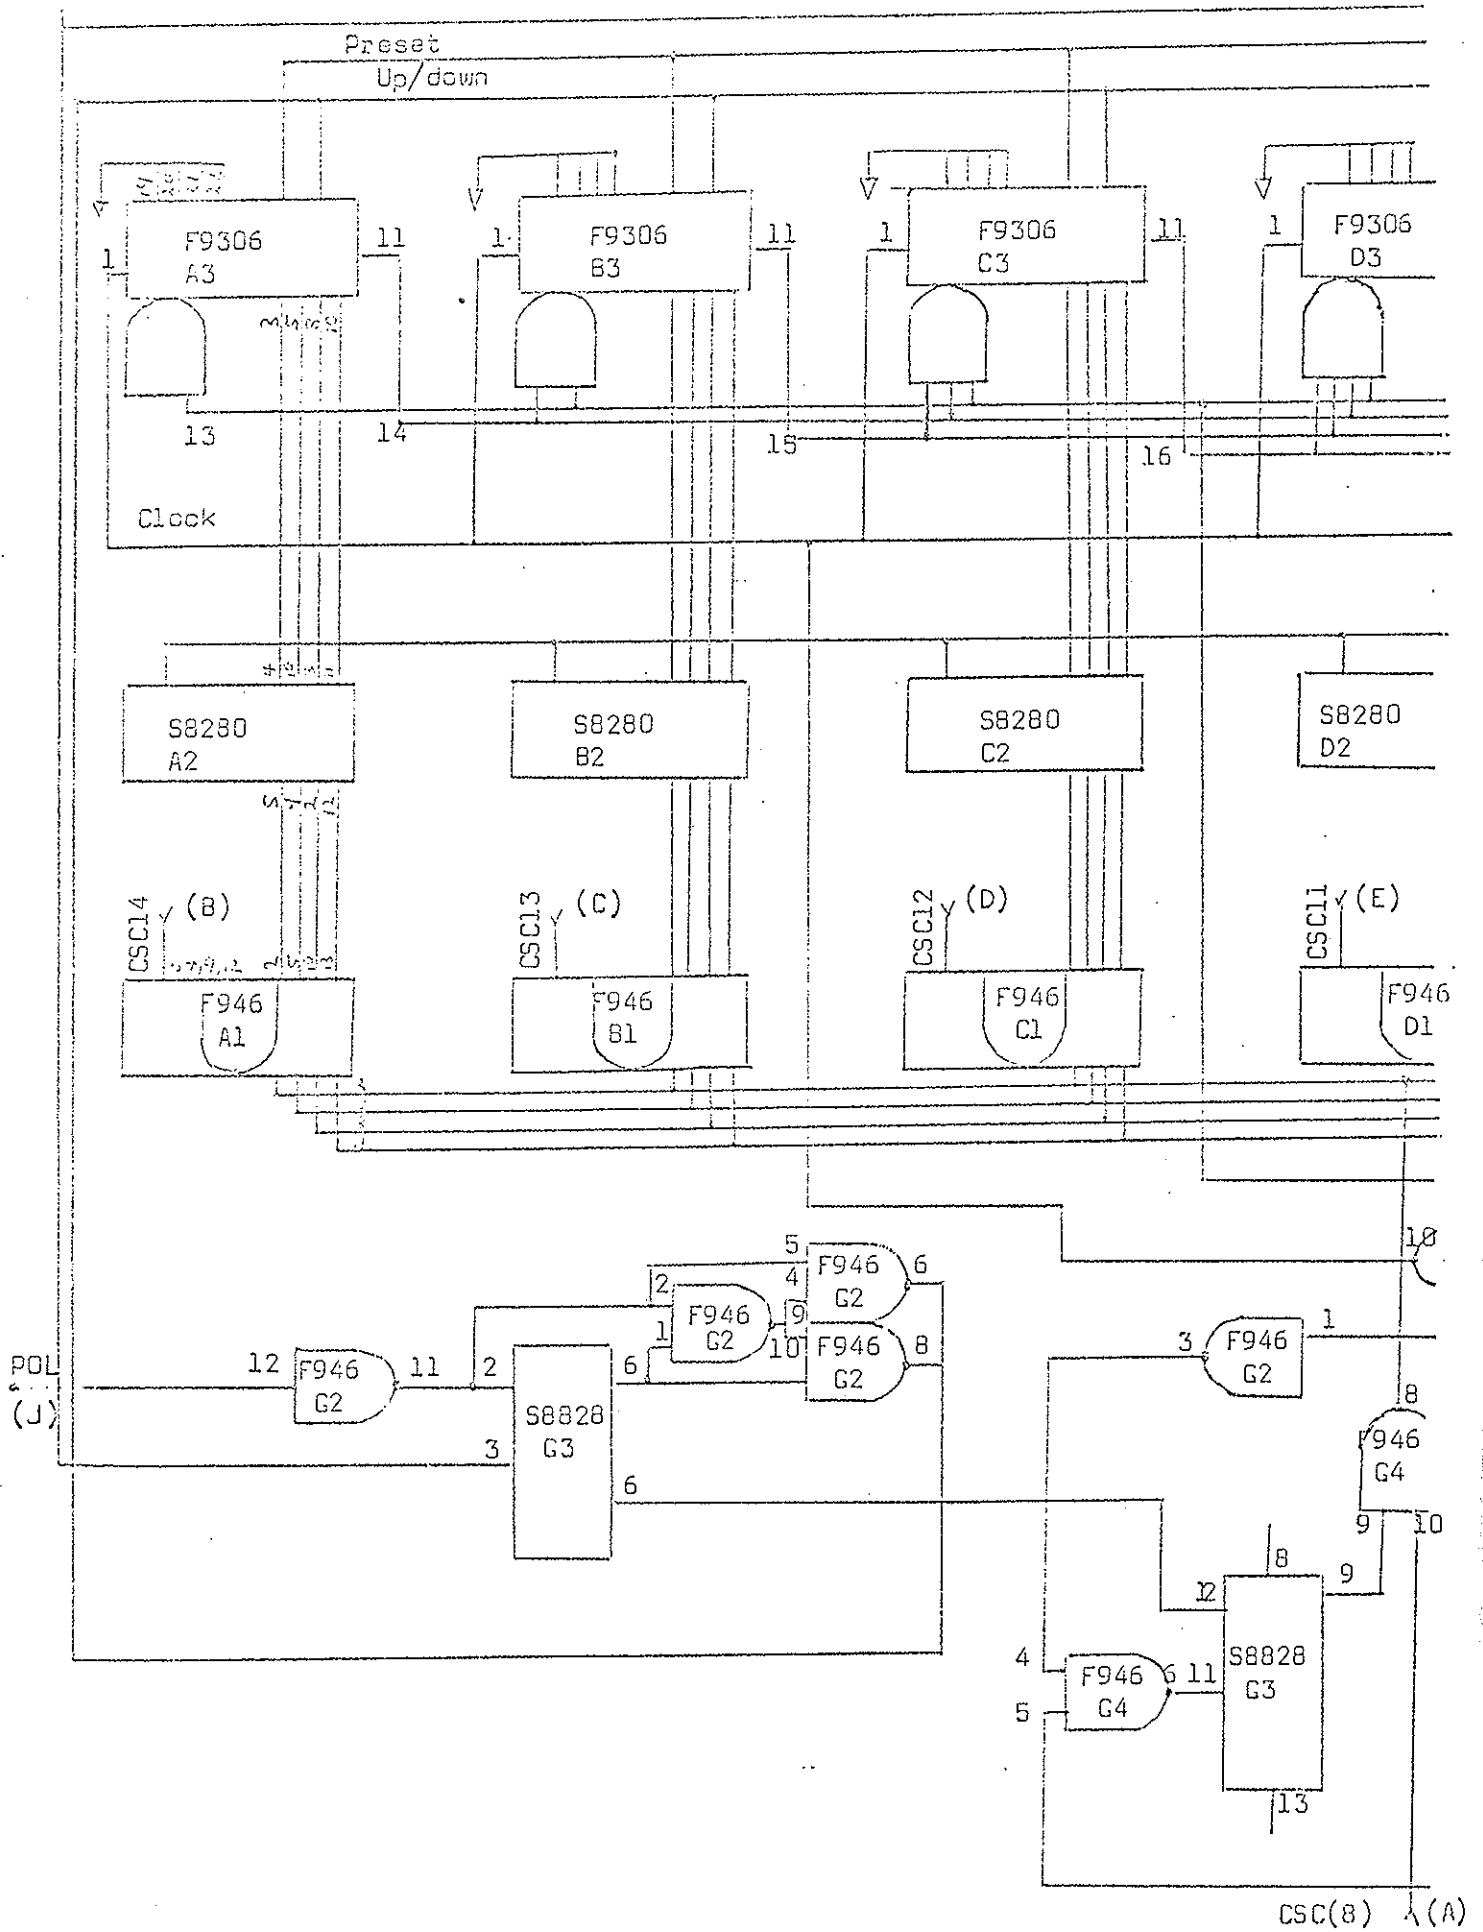 Preset
Up/down
F9306
A3
1
11
F9306
B3
1
11
F9306
C3
1
11
F9306
D3
1
13
14
15
16
Clock
S8280
A2
S8280
B2
S8280
C2
S8280
D2
CSC14
(B)
CSC13
(C)
CSC12
(D)
CSC11
(E)
F946
A1
F946
B1
F946
C1
F946
D1
10
5
4
F946
G2
6
2
1
F946
G2
9
10
F946
G2
8
POL
(J)
12
F946
G2
11
2
3
S8828
G3
6
6
3
F946
G2
1
8
F946
G4
9
10
8
12
9
S8828
G3
11
13
4
5
F946
G4
6
CSC(8)
(A)